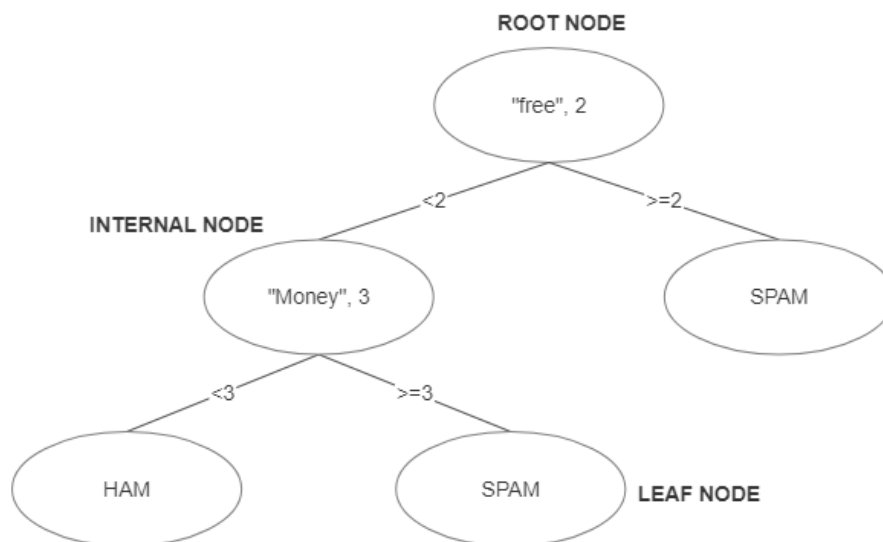 ROOT NODE
"free", 2
<2
>=2
INTERNAL NODE
"Money", 3
SPAM
<3
>=3
HAM
SPAM
LEAF NODE